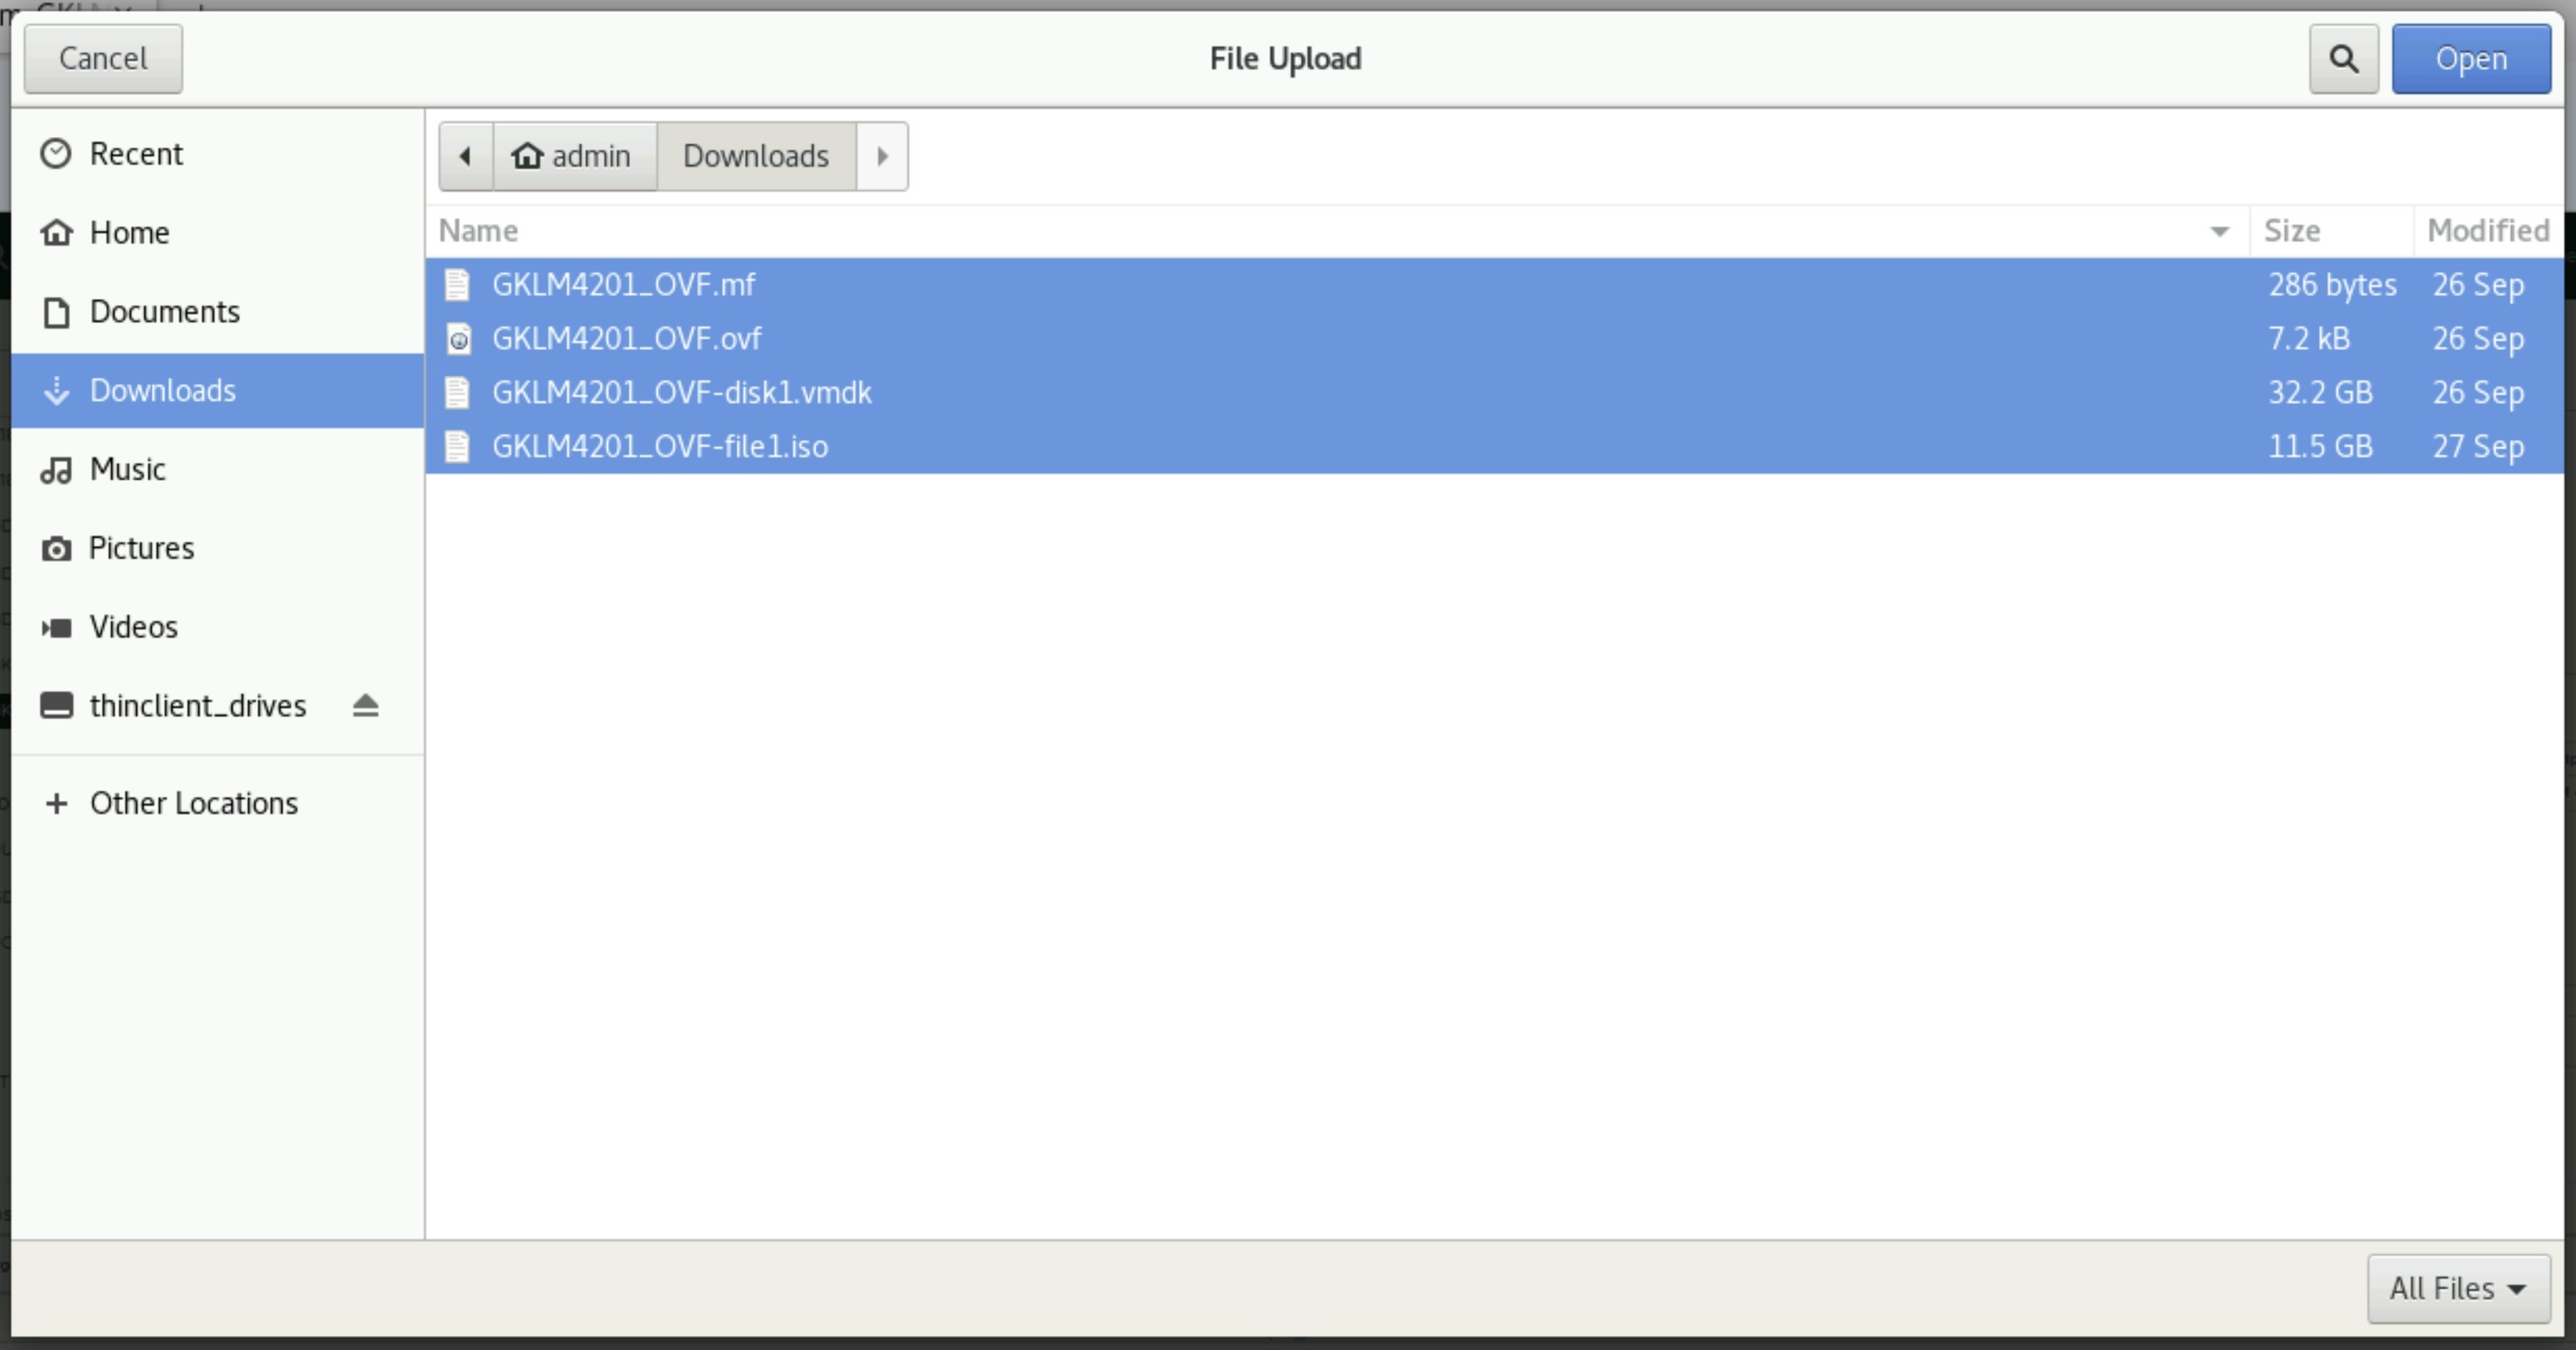 Cancel
File Upload
Open
Recent
Home
Documents
Downloads
Music
Pictures
Videos
thinclient_drives
Other Locations
admin
Downloads
Name
Size
Modified
GKLM4201_OVF.mf 286 bytes 26 Sep
GKLM4201_OVF.ovf 7.2 kB 26 Sep
GKLM4201_OVF-disk1.vmdk 32.2 GB 26 Sep
GKLM4201_OVF-file1.iso 11.5 GB 27 Sep
All Files